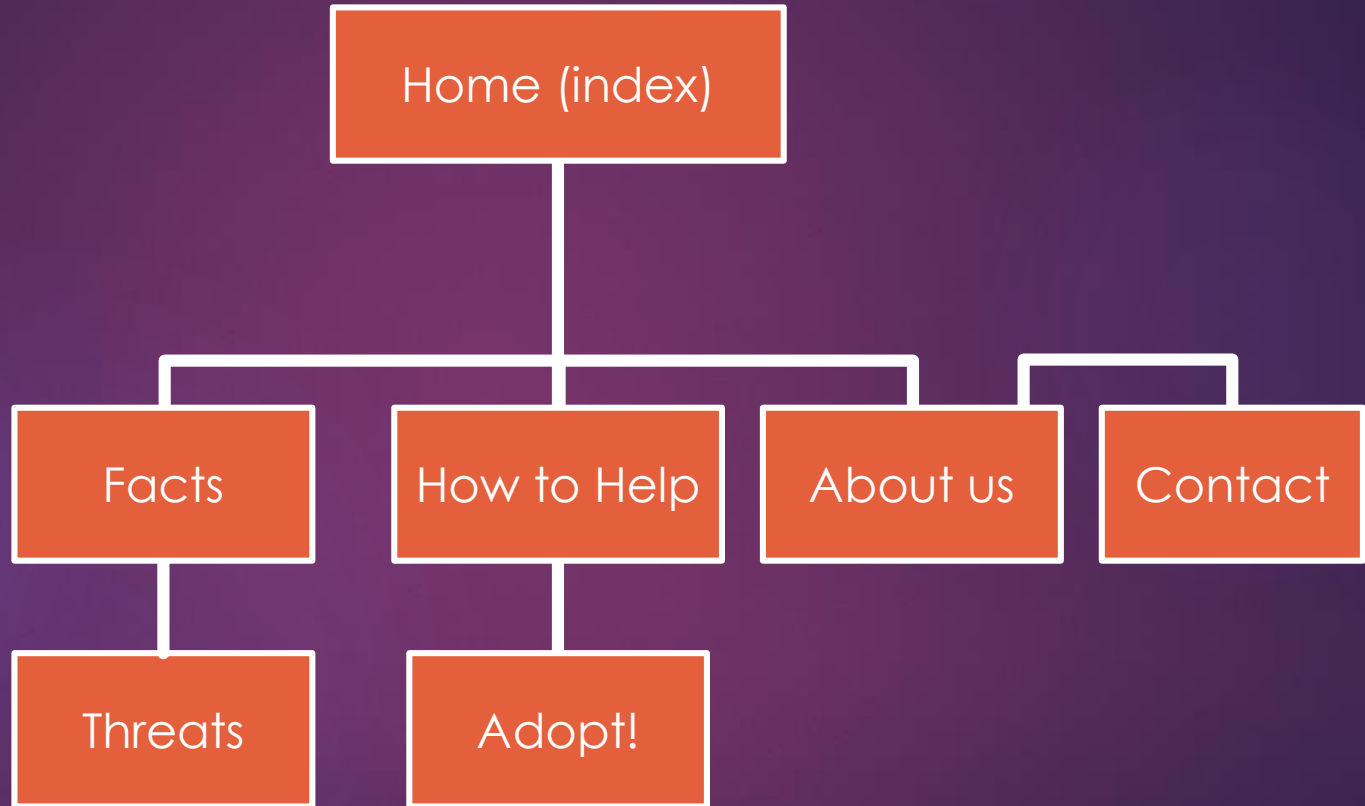 Home (index)
Facts
How to Help
About us
Contact
Threats
Adopt!